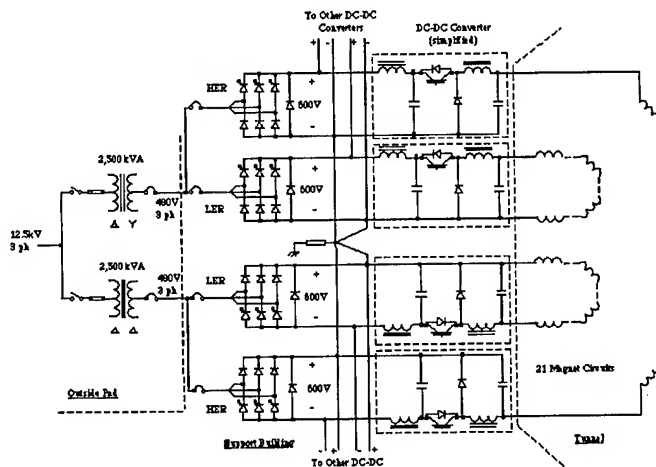 To Other DC-DC
Converters
+ - + -
DC-DC Converter
(simplified)
HER
+
600V
-
2,500 kVA
480V
3 ph
LER
+
600V
-
12.5kV
3 ph
Δ Y
2,500 kVA
480V
3 ph
LER
+
600V
-
Δ Δ
+
600V
-
HER
21 Magnet Circuits
Outside Pad
Support Building
Tunnel
- + - +
To Other DC-DC